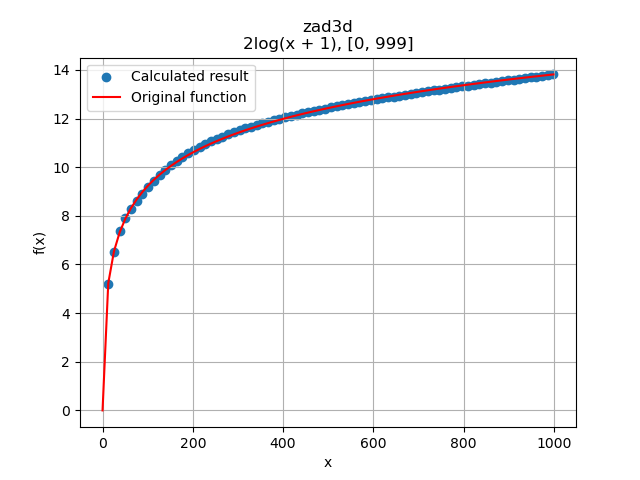 zad3d
2log(x + 1), [0, 999]
Calculated result
Original function
14
12
10
8
6
4
2
0
f(x)
0 200 400 600 800 1000
x